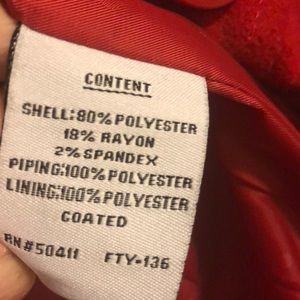 CONTENT
SHELL:80% POLYESTER
18% RAYON
2% SPANDEX
PIPING:100% POLYESTER
LINING:100% POLYESTER
COATED
RN#50411 FTY-136